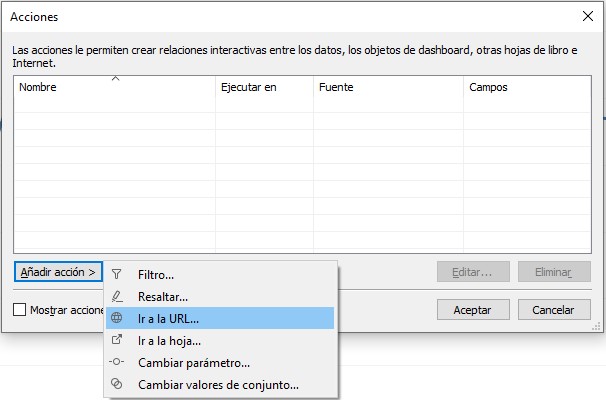 Acciones
Las acciones le permiten crear relaciones interactivas entre los datos, los objetos de dashboard, otras hojas de libro e
Internet.
Nombre Ejecutar en Fuente Campos
Añadir acción > Editar... Eliminar
Filtro...
Resaltar...
Mostrar accione
Ir a la URL...
Aceptar Cancelar
Ir a la hoja...
Cambiar parámetro...
Cambiar valores de conjunto...